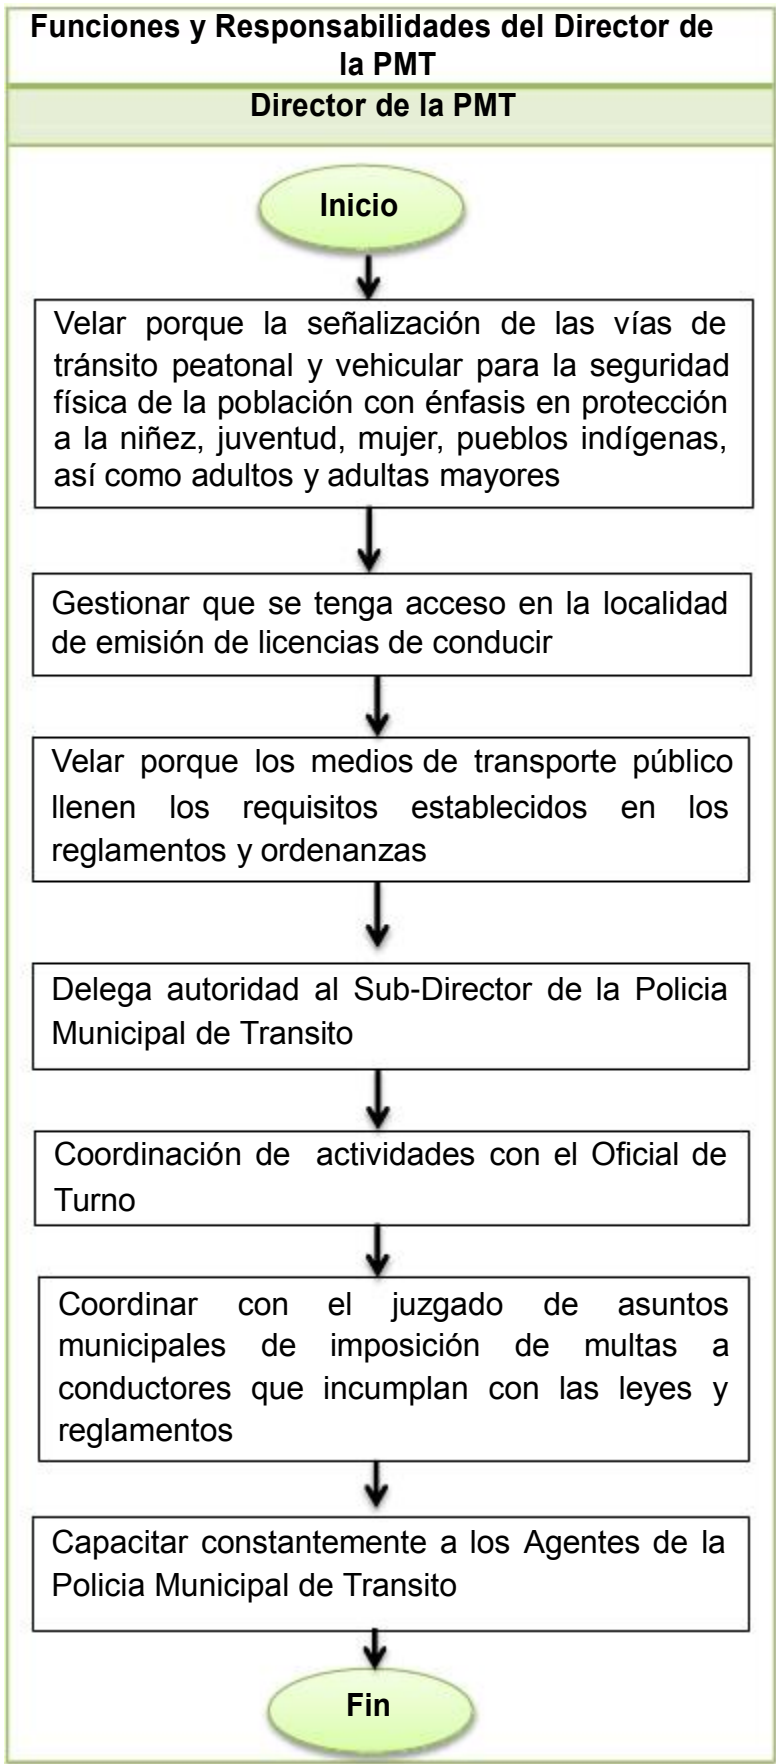 Funciones y Responsabilidades del Director de
la PMT
Director de la PMT
Inicio
Velar porque la señalización de las vías de
tránsito peatonal y vehicular para la seguridad
física de la población con énfasis en protección
a la niñez, juventud, mujer, pueblos indígenas,
así como adultos y adultas mayores
Gestionar que se tenga acceso en la localidad
de emisión de licencias de conducir
Velar porque los medios de transporte público
llenen los requisitos establecidos en los
reglamentos y ordenanzas
Delega autoridad al Sub-Director de la Policia
Municipal de Transito
Coordinación de actividades con el Oficial de
Turno
Coordinar con el juzgado de asuntos
municipales de imposición de multas a
conductores que incumplan con las leyes y
reglamentos
Capacitar constantemente a los Agentes de la
Policia Municipal de Transito
Fin